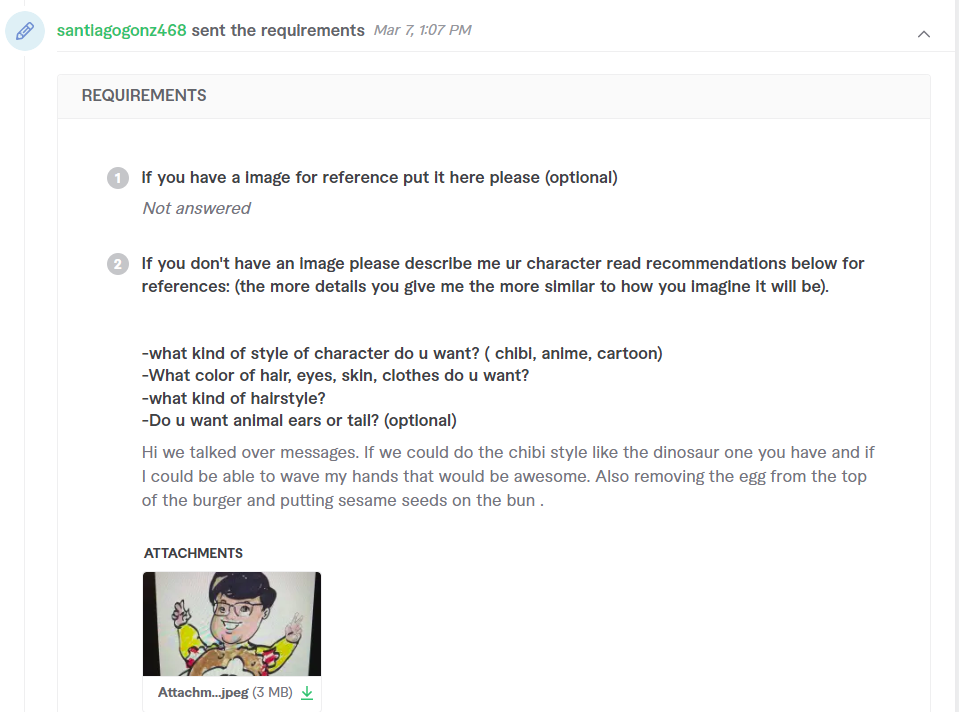 santiagogonz468 sent the requirements Mar 7, 1:07 PM
REQUIREMENTS
1 If you have a image for reference put it here please (optional)
Not answered
2 If you don't have an image please describe me ur character read recommendations below for
references: (the more details you give me the more similar to how you imagine it will be).
-what kind of style of character do u want? ( chibi, anime, cartoon)
-What color of hair, eyes, skin, clothes do u want?
-what kind of hairstyle?
-Do u want animal ears or tail? (optional)
Hi we talked over messages. If we could do the chibi style like the dinosaur one you have and if
I could be able to wave my hands that would be awesome. Also removing the egg from the top
of the burger and putting sesame seeds on the bun .
ATTACHMENTS
Attachm...jpeg (3 MB)